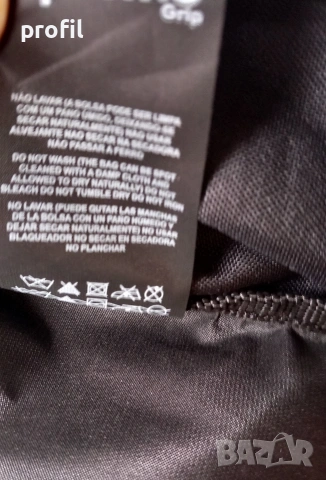 profil
Grip
NÃO LAVAR (A BOLSA PODE SER LIMPA
COM UM PANO ÚMIDO
SECAR NATURALMENTE) NÃO USAR
ALVEJANTE NÃO SECAR NA SECADORA
NÃO PASSAR A FERRO
DO NOT WASH (THE BAG CAN BE SPOT
CLEANED WITH A DAMP CLOTH AND
ALLOWED TO DRY NATURALLY) DO NOT
BLEACH DO NOT TUMBLE DRY DO NOT IRON
NO LAVAR (PUEDE QUITAR LAS MANCHAS
DE LA BOLSA CON UN PAÑO HÚMEDO Y
DEJAR SECAR NATURALMENTE) NO USAR
BLANQUEADOR NO SECAR EN SECADORA
NO PLANCHAR
BAZAR